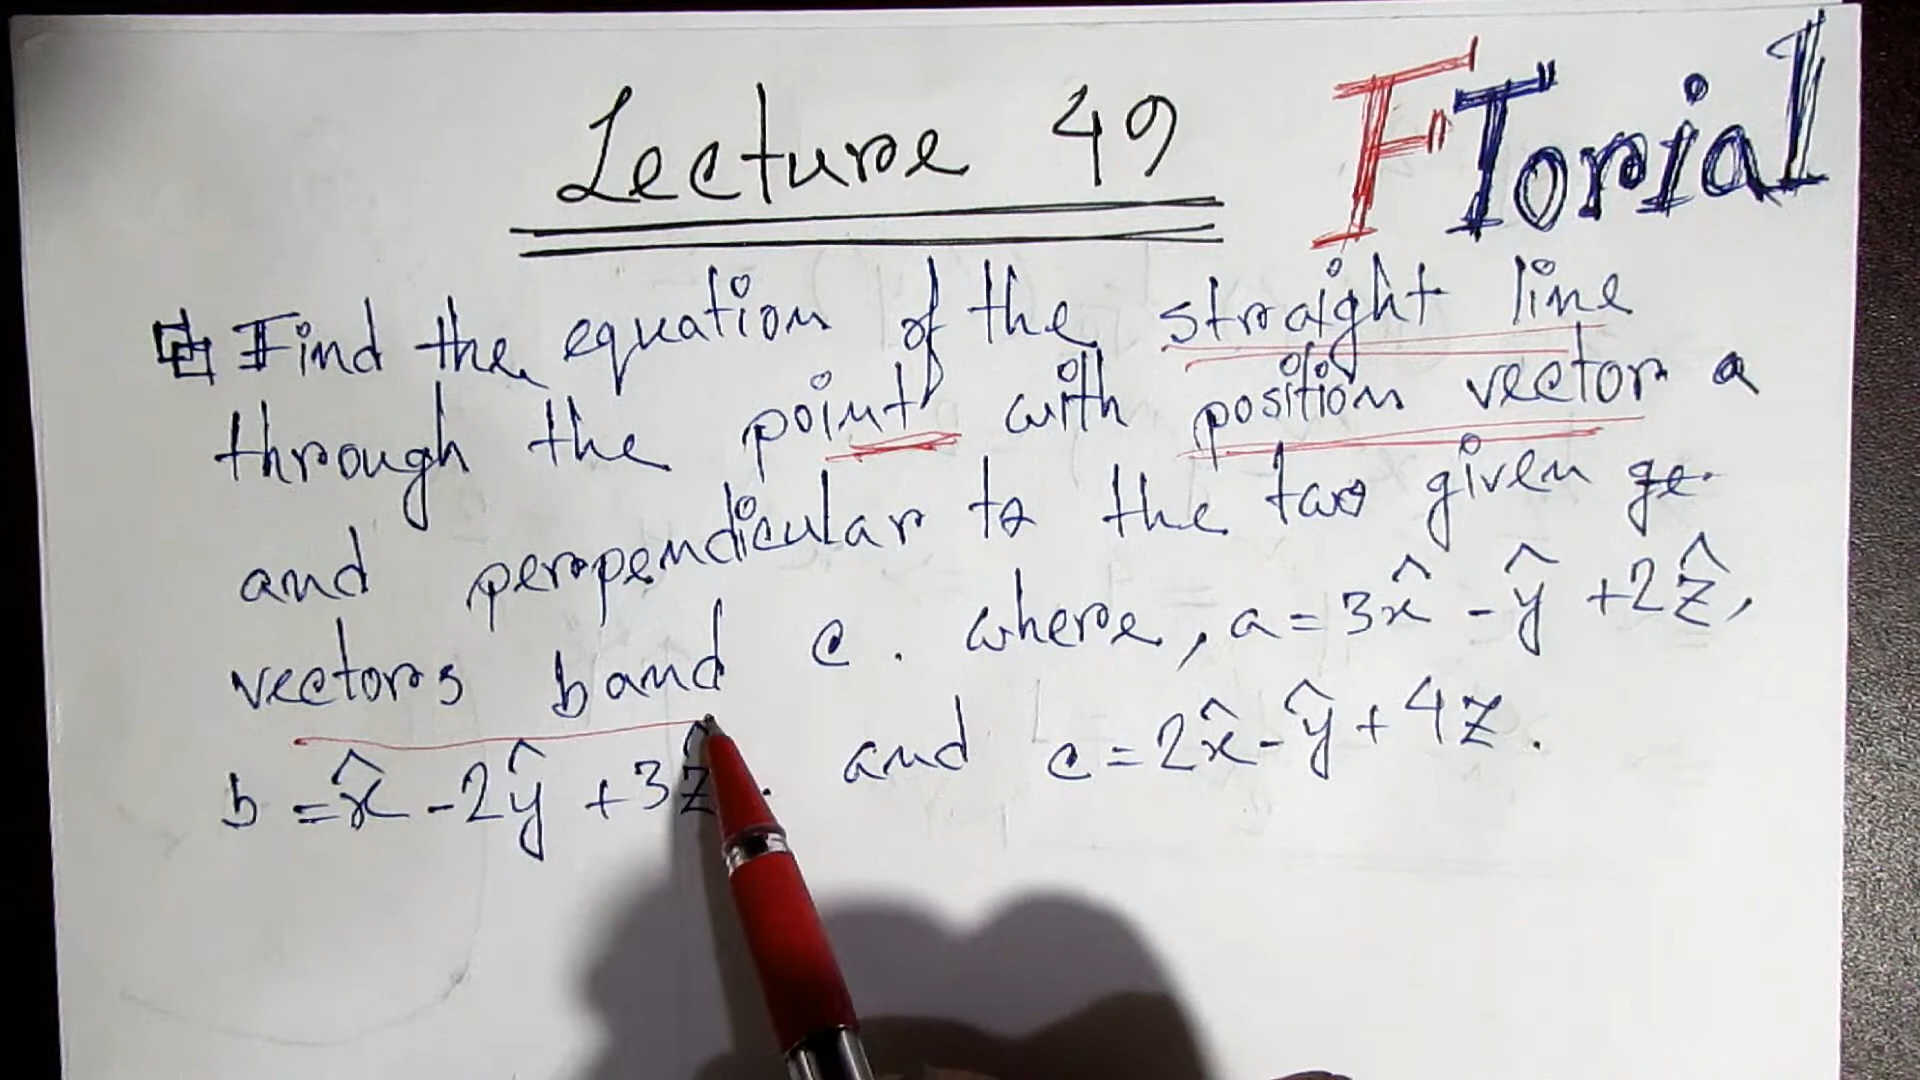 Lecture 49
FTorial
Find the equation of the straight line
through the point with position vector a
and perpendicular to the two given ge
vectors b and c. where, a = 3x̂ - ŷ + 2ẑ,
b = x̂ - 2ŷ + 3ẑ. and c = 2x̂ - ŷ + 4z.